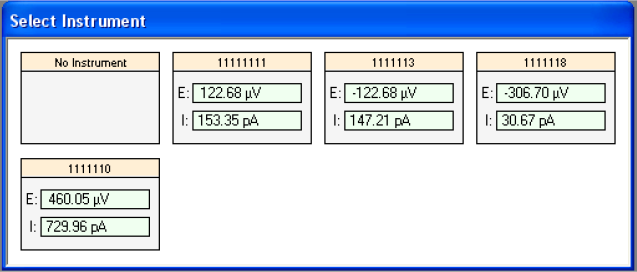 Select Instrument
No Instrument
11111111
E: 122.68 µV
I: 153.35 pA
1111113
E: -122.68 µV
I: 147.21 pA
1111118
E: -306.70 µV
I: 30.67 pA
1111110
E: 460.05 µV
I: 729.96 pA